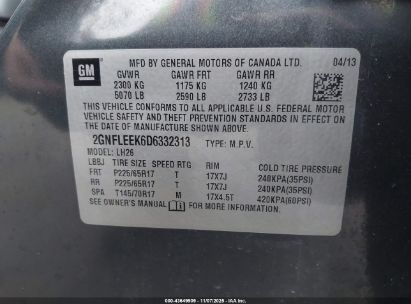 GM
MFD BY GENERAL MOTORS OF CANADA LTD. 04/13
GVWR GAWR FRT GAWR RR
2300 KG 1175 KG 1240 KG
5070 LB 2590 LB 2733 LB
THIS VEHICLE CONFORMS TO ALL APPLICABLE U.S. FEDERAL MOTOR
VEHICLE SAFETY AND THEFT PREVENTION STANDARDS IN EFFECT
ON THE DATE OF MANUFACTURE SHOWN ABOVE.
2GNFLEEK6D6332313 TYPE: M.P.V.
MODEL: LH26
LBBJ TIRE SIZE SPEED RTG RIM COLD TIRE PRESSURE
FRT P225/65R17 T 17X7J 240KPA(35PSI)
RR P225/65R17 T 17X7J 240KPA(35PSI)
SPA T145/70R17 M 17X4.5T 420KPA(60PSI)
SEE OWNER'S MANUAL FOR MORE INFORMATION.